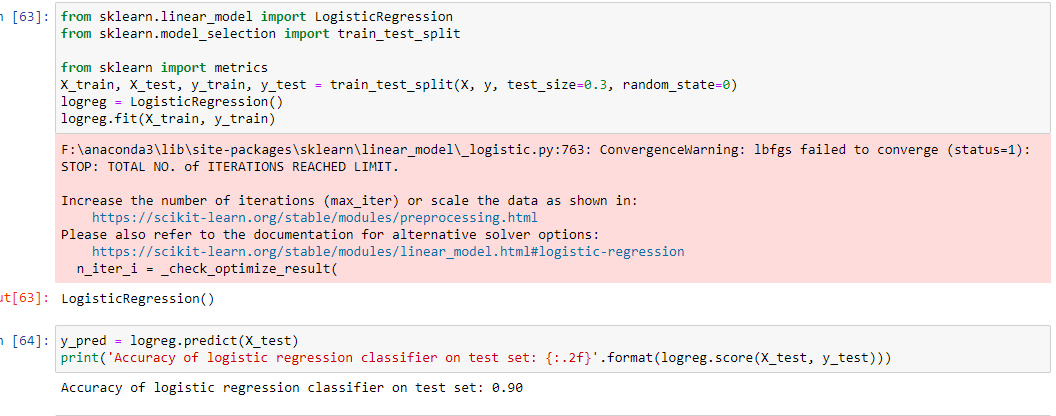 [63]:
from sklearn.linear_model import LogisticRegression
from sklearn.model_selection import train_test_split
from sklearn import metrics
X_train, X_test, y_train, y_test = train_test_split(X, y, test_size=0.3, random_state=0)
logreg = LogisticRegression()
logreg.fit(X_train, y_train)
F:\anaconda3\lib\site-packages\sklearn\linear_model\_logistic.py:763: ConvergenceWarning: lbfgs failed to converge (status=1):
STOP: TOTAL NO. of ITERATIONS REACHED LIMIT.
Increase the number of iterations (max_iter) or scale the data as shown in:
https://scikit-learn.org/stable/modules/preprocessing.html
Please also refer to the documentation for alternative solver options:
https://scikit-learn.org/stable/modules/linear_model.html#logistic-regression
n_iter_i = _check_optimize_result(
ut[63]: LogisticRegression()
[64]:
y_pred = logreg.predict(X_test)
print('Accuracy of logistic regression classifier on test set: {:.2f}'.format(logreg.score(X_test, y_test)))
Accuracy of logistic regression classifier on test set: 0.90